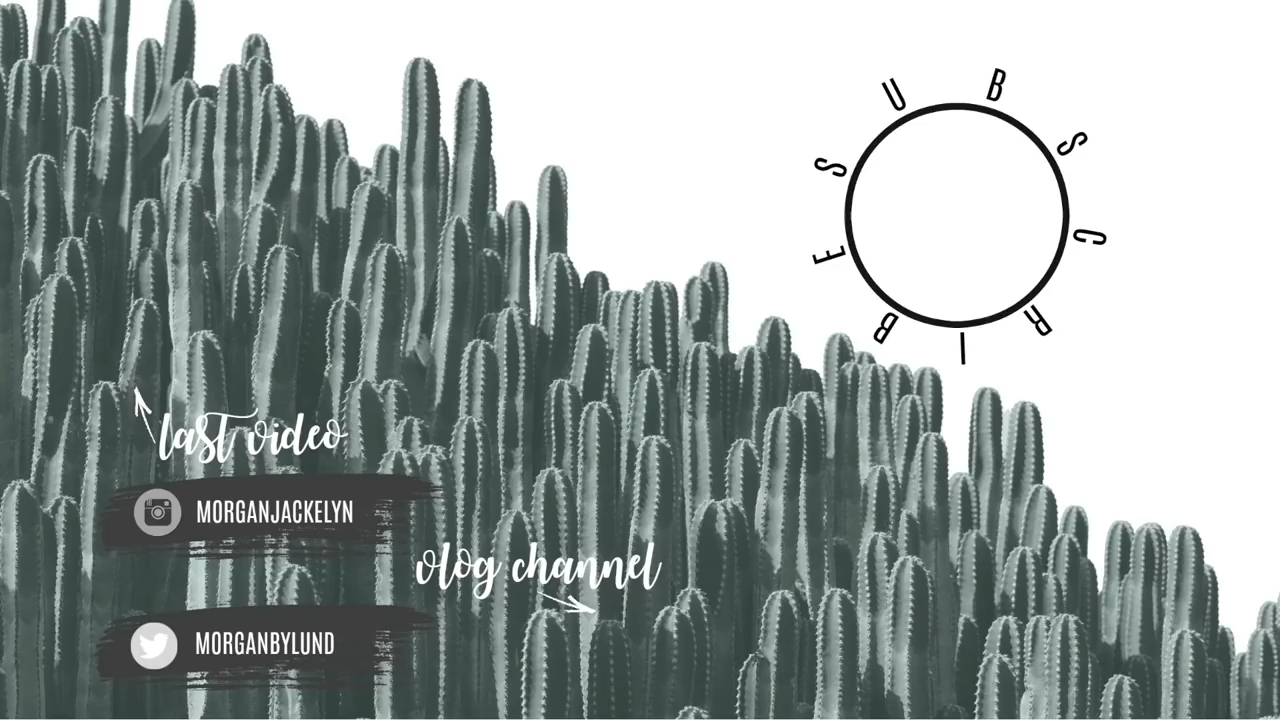 SUBSCRIBE
last video
MORGANJACKELYN
vlog channel
MORGANBYLUND